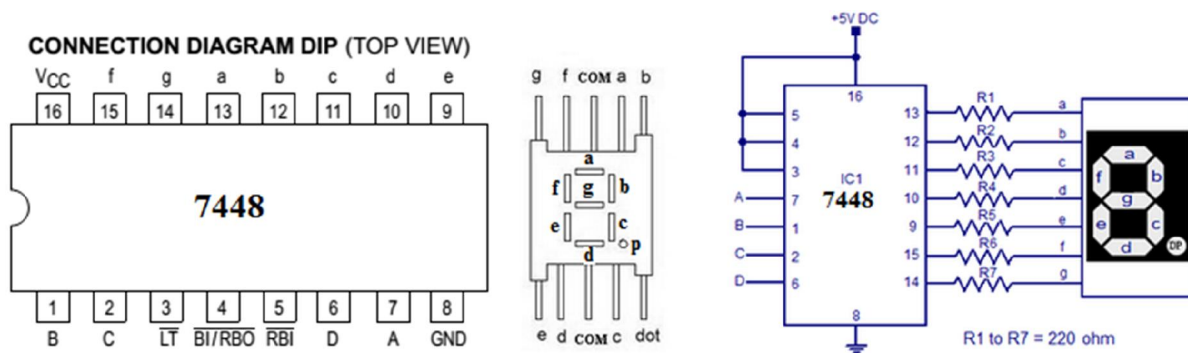 CONNECTION DIAGRAM DIP (TOP VIEW)
VCC f g a b c d e
16 15 14 13 12 11 10 9
7448
1 2 3 4 5 6 7 8
B C LT BI/RBO RBI D A GND
g f COM a b
a
f g b
e c
d p
e d COM c dot
+5V DC
16
5 13 R1 a
4 12 R2 b
3 11 R3 c
IC1
A 7 7448 10 R4 d
B 1 9 R5 e
C 2 15 R6 f
D 6 14 R7 g
8
a
f b
g
e c
d DP
R1 to R7 = 220 ohm